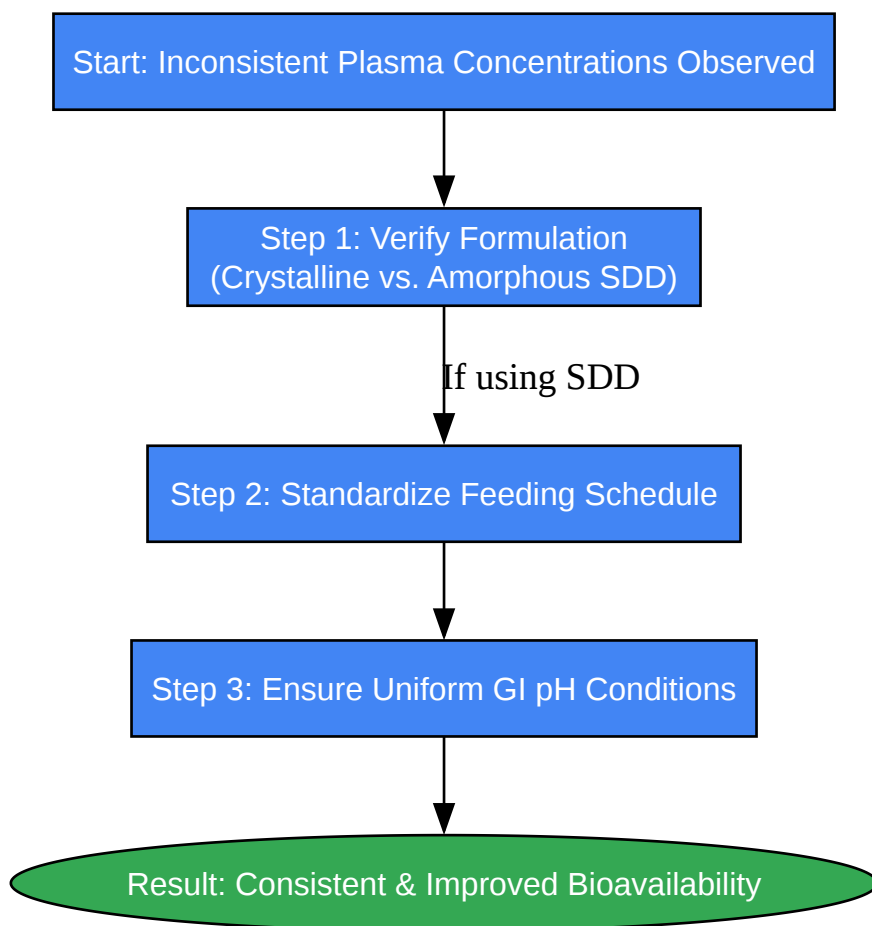 Start: Inconsistent Plasma Concentrations Observed
Step 1: Verify Formulation
(Crystalline vs. Amorphous SDD)
If using SDD
Step 2: Standardize Feeding Schedule
Step 3: Ensure Uniform GI pH Conditions
Result: Consistent & Improved Bioavailability